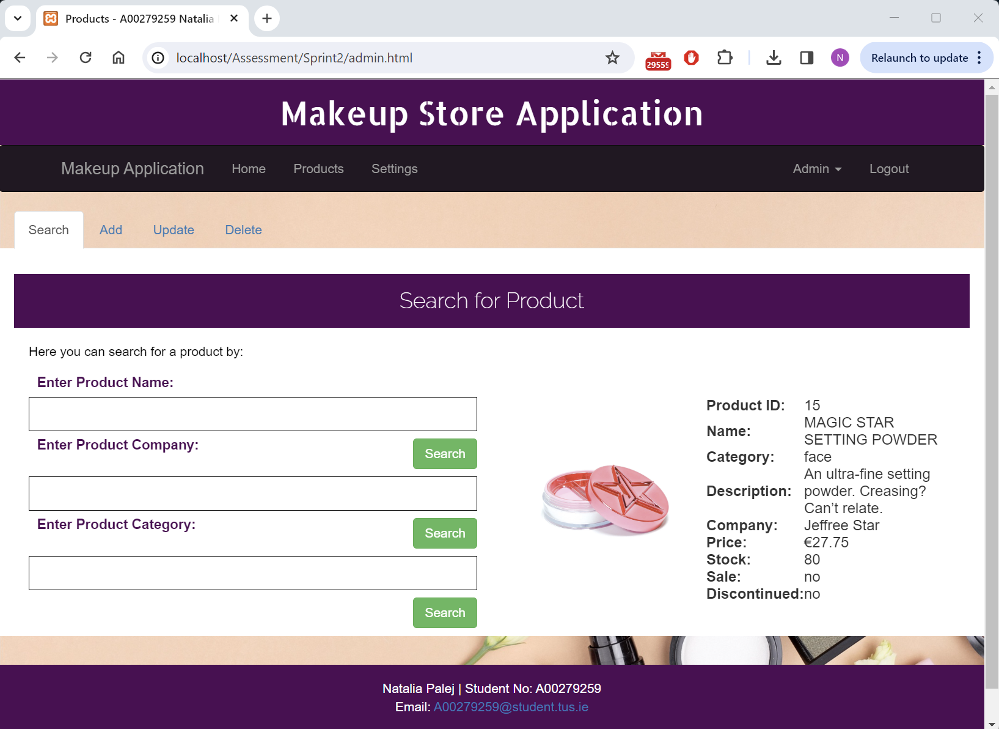 Products - A00279259 Natalia
localhost/Assessment/Sprint2/admin.html
29559
N
Relaunch to update
Makeup Store Application
Makeup Application
Home
Products
Settings
Admin
Logout
Search
Add
Update
Delete
Search for Product
Here you can search for a product by:
Enter Product Name:
Enter Product Company:
Search
Enter Product Category:
Search
Search
Product ID: 15
Name: MAGIC STAR
SETTING POWDER
Category: face
Description: An ultra-fine setting
powder. Creasing?
Can’t relate.
Company: Jeffree Star
Price: €27.75
Stock: 80
Sale: no
Discontinued:no
Natalia Palej | Student No: A00279259
Email: A00279259@student.tus.ie